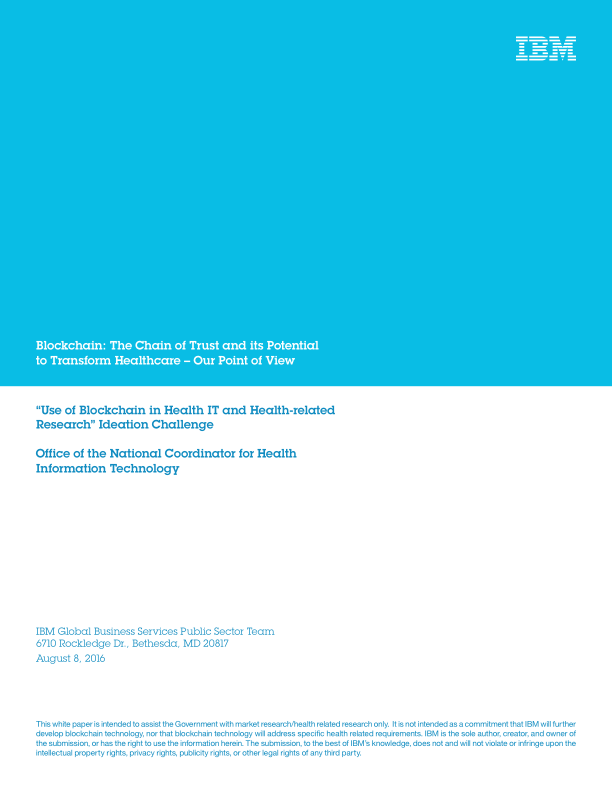 IBM
Blockchain: The Chain of Trust and its Potential
to Transform Healthcare – Our Point of View
“Use of Blockchain in Health IT and Health-related
Research” Ideation Challenge
Office of the National Coordinator for Health
Information Technology
IBM Global Business Services Public Sector Team
6710 Rockledge Dr., Bethesda, MD 20817
August 8, 2016
This white paper is intended to assist the Government with market research/health related research only. It is not intended as a commitment that IBM will further
develop blockchain technology, nor that blockchain technology will address specific health related requirements. IBM is the sole author, creator, and owner of
the submission, or has the right to use the information herein. The submission, to the best of IBM’s knowledge, does not and will not violate or infringe upon the
intellectual property rights, privacy rights, publicity rights, or other legal rights of any third party.